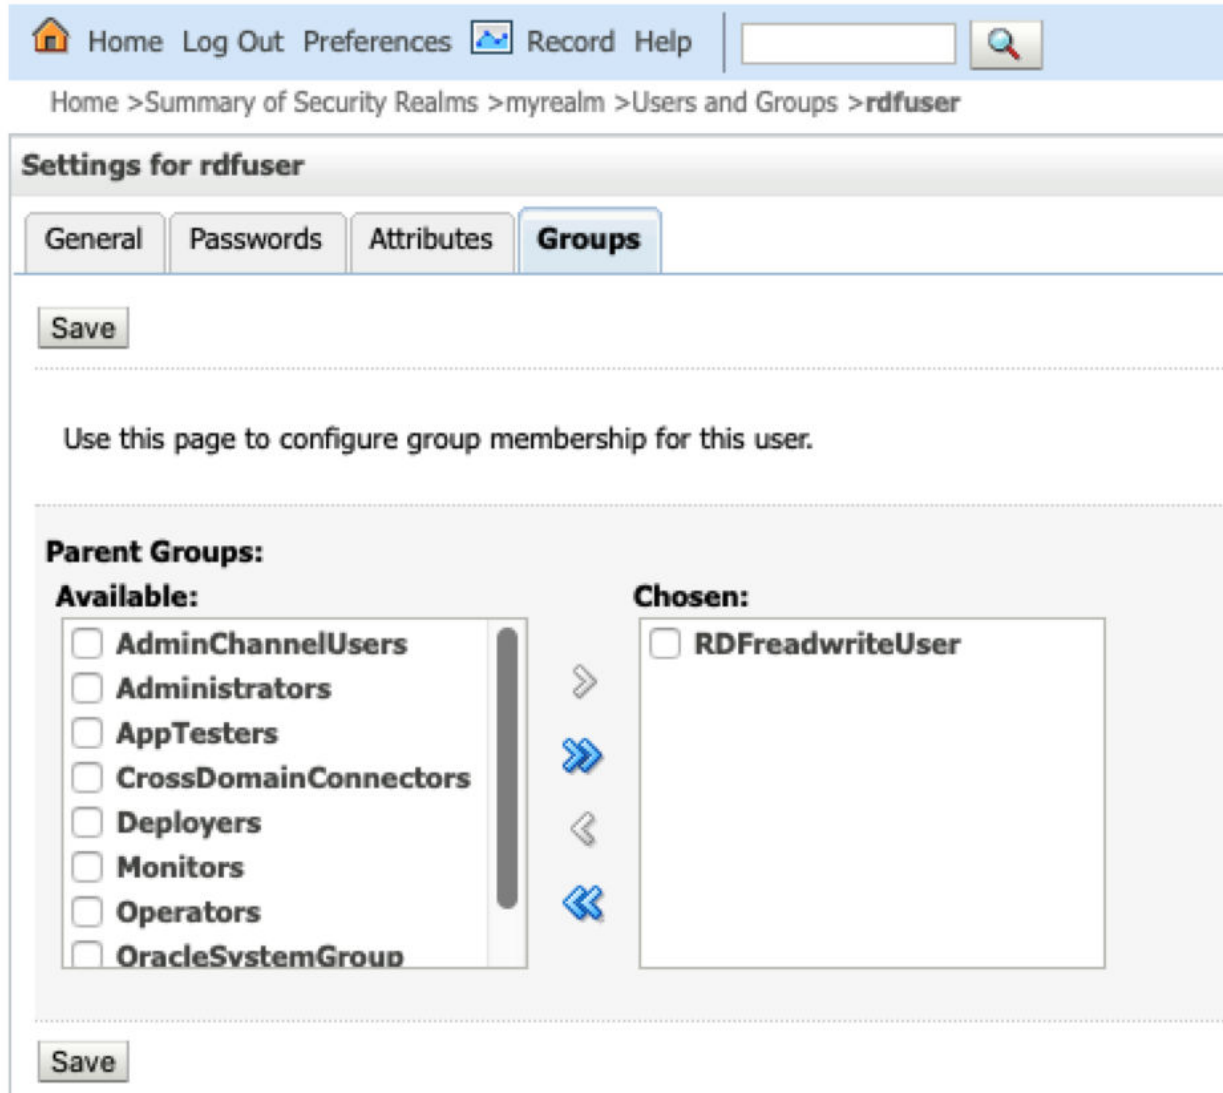 Home Log Out Preferences Record Help
Home >Summary of Security Realms >myrealm >Users and Groups >rdfuser
Settings for rdfuser
General Passwords Attributes Groups
Save
Use this page to configure group membership for this user.
Parent Groups:
Available: Chosen:
AdminChannelUsers RDFreadwriteUser
Administrators
AppTesters
CrossDomainConnectors
Deployers
Monitors
Operators
OracleSystemGroup
Save